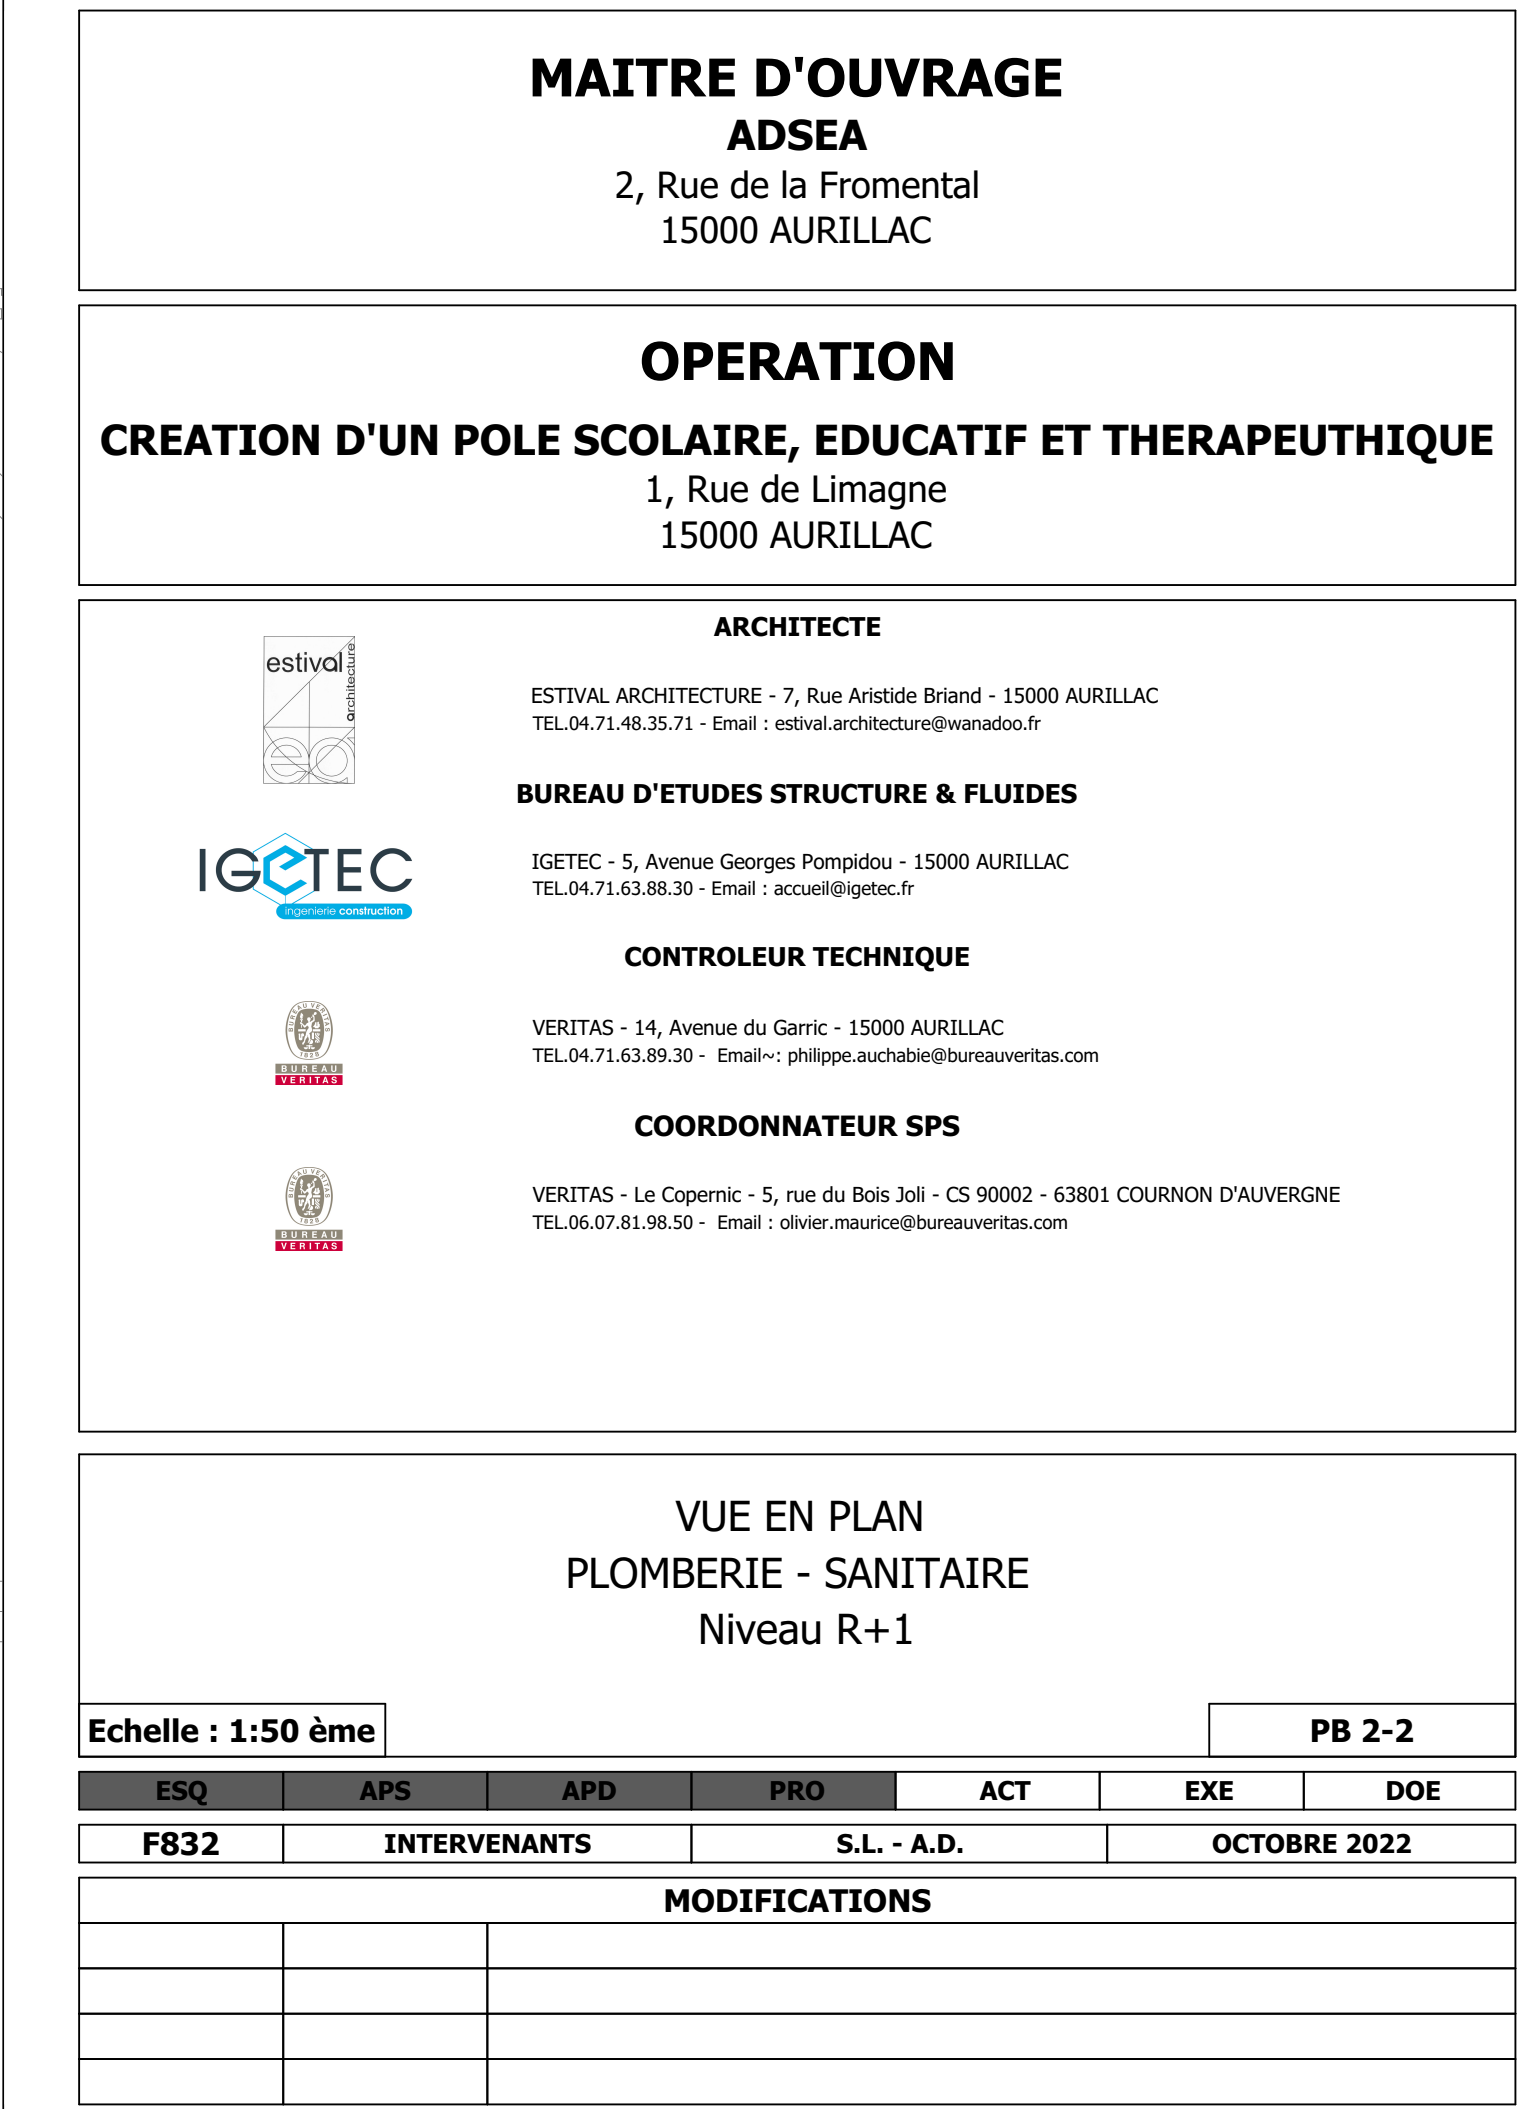 MAITRE D'OUVRAGE
ADSEA
2, Rue de la Fromental
15000 AURILLAC
OPERATION
CREATION D'UN POLE SCOLAIRE, EDUCATIF ET THERAPEUTHIQUE
1, Rue de Limagne
15000 AURILLAC
ARCHITECTE
estival
architecture
ea
ESTIVAL ARCHITECTURE - 7, Rue Aristide Briand - 15000 AURILLAC
TEL.04.71.48.35.71 - Email : estival.architecture@wanadoo.fr
BUREAU D'ETUDES STRUCTURE & FLUIDES
IGETEC
ingenierie construction
IGETEC - 5, Avenue Georges Pompidou - 15000 AURILLAC
TEL.04.71.63.88.30 - Email : accueil@igetec.fr
CONTROLEUR TECHNIQUE
BUREAU VERITAS
1828
BUREAU
VERITAS
VERITAS - 14, Avenue du Garric - 15000 AURILLAC
TEL.04.71.63.89.30 - Email~: philippe.auchabie@bureauveritas.com
COORDONNATEUR SPS
BUREAU VERITAS
1828
BUREAU
VERITAS
VERITAS - Le Copernic - 5, rue du Bois Joli - CS 90002 - 63801 COURNON D'AUVERGNE
TEL.06.07.81.98.50 - Email : olivier.maurice@bureauveritas.com
VUE EN PLAN
PLOMBERIE - SANITAIRE
Niveau R+1
Echelle : 1:50 ème
PB 2-2
ESQ APS APD PRO ACT EXE DOE
F832 INTERVENANTS S.L. - A.D. OCTOBRE 2022
MODIFICATIONS